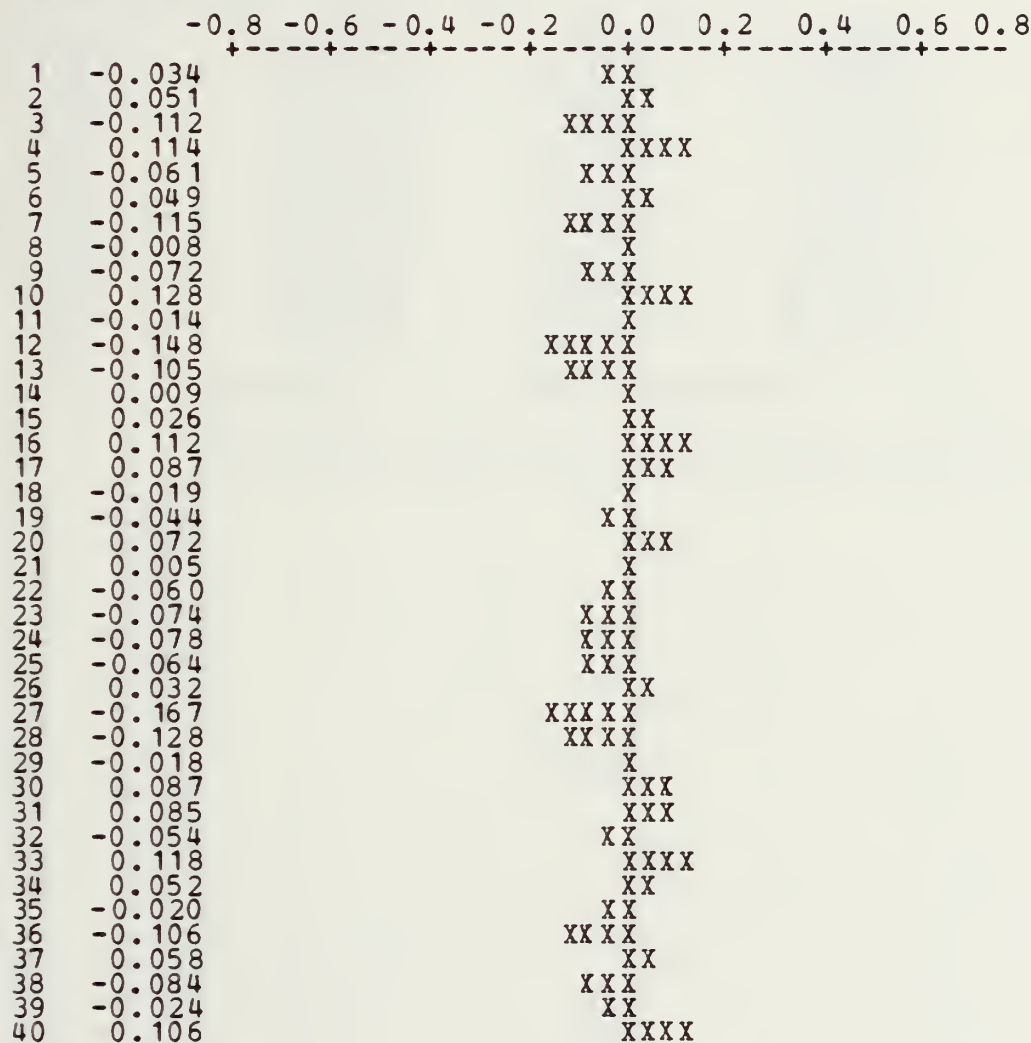 -0.8 -0.6 -0.4 -0.2 0.0 0.2 0.4 0.6 0.8
+----+----+----+----+----+----+----+----
1 -0.034 XX
2 0.051 XX
3 -0.112 XXXX
4 0.114 XXXX
5 -0.061 XXX
6 0.049 XX
7 -0.115 XXXX
8 -0.008 X
9 -0.072 XXX
10 0.128 XXXX
11 -0.014 X
12 -0.148 XXXXX
13 -0.105 XXXX
14 0.009 X
15 0.026 XX
16 0.112 XXXX
17 0.087 XXX
18 -0.019 X
19 -0.044 XX
20 0.072 XXX
21 0.005 X
22 -0.060 XX
23 -0.074 XXX
24 -0.078 XXX
25 -0.064 XXX
26 0.032 XX
27 -0.167 XXXXX
28 -0.128 XXXX
29 -0.018 X
30 0.087 XXX
31 0.085 XXX
32 -0.054 XX
33 0.118 XXXX
34 0.052 XX
35 -0.020 XX
36 -0.106 XXXX
37 0.058 XX
38 -0.084 XXX
39 -0.024 XX
40 0.106 XXXX